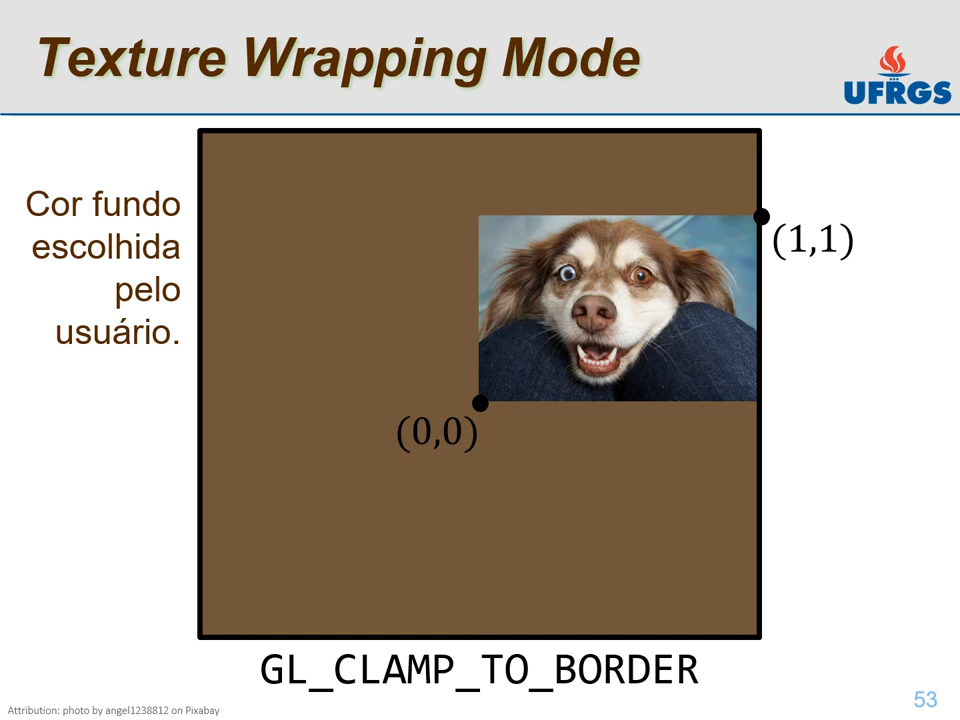 Texture Wrapping Mode
UFRGS
Cor fundo
escolhida
pelo
usuário.
(1,1)
(0,0)
GL_CLAMP_TO_BORDER
Attribution: photo by angel1238812 on Pixabay
53